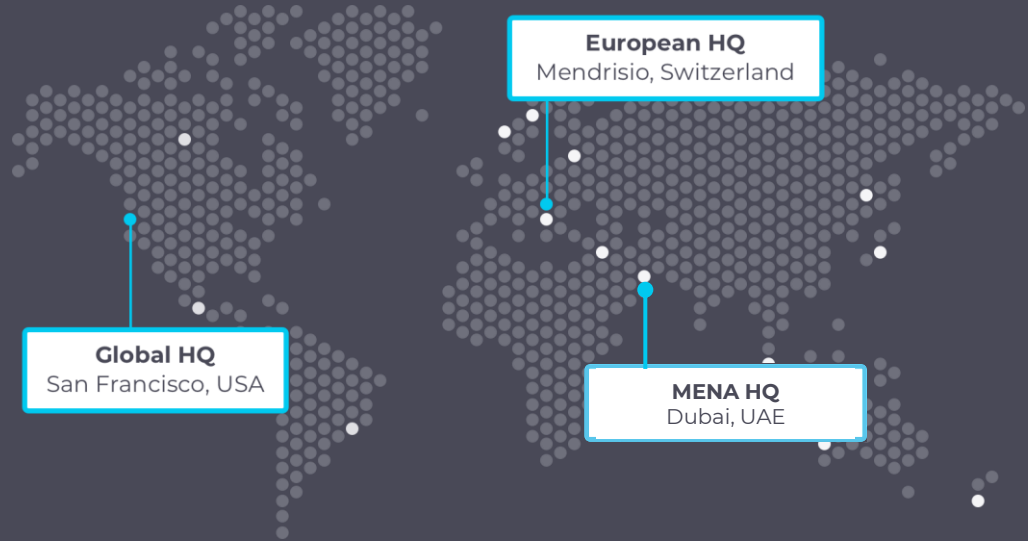 European HQ
Mendrisio, Switzerland
Global HQ
San Francisco, USA
MENA HQ
Dubai, UAE